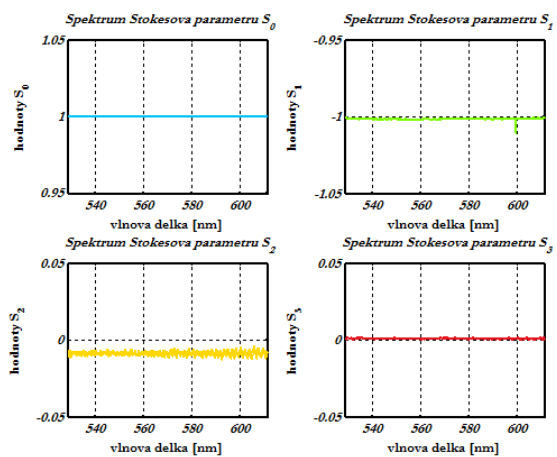 Spektrum Stokesova parametru S0
1.05
1
0.95
hodnoty S0
540 560 580 600
vlnova delka [nm]
Spektrum Stokesova parametru S1
-0.95
-1
-1.05
hodnoty S1
540 560 580 600
vlnova delka [nm]
Spektrum Stokesova parametru S2
0.05
0
-0.05
hodnoty S2
540 560 580 600
vlnova delka [nm]
Spektrum Stokesova parametru S3
0.05
0
-0.05
hodnoty S3
540 560 580 600
vlnova delka [nm]